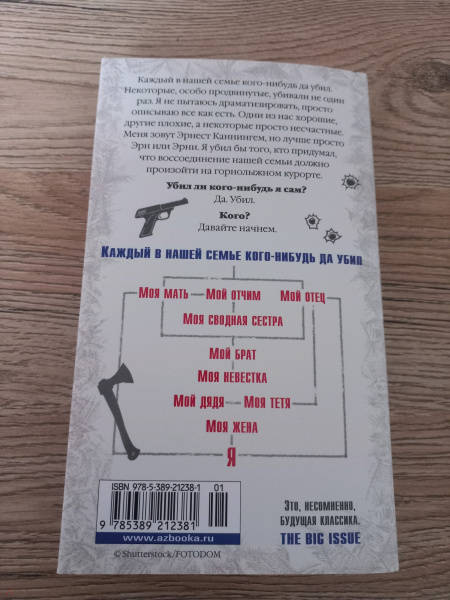 Каждый в нашей семье кого-нибудь да убил.
Некоторые, особо продвинутые, убивали не один
раз. Я не пытаюсь драматизировать, просто
описываю все как есть. Одни из нас хорошие,
другие плохие, а некоторые просто несчастные.
Меня зовут Эрнест Каннингем, но лучше просто
Эрн или Эрни. Я убил бы того, кто придумал,
что воссоединение нашей семьи должно
произойти на горнолыжном курорте.
Убил ли кого-нибудь я сам?
Да. Убил.
Кого?
Давайте начнем.
Каждый в нашей семье кого-нибудь да убил
Моя мать Мой отчим Мой отец
Моя сводная сестра
Мой брат
Моя невестка
Мой дядя Моя тетя
Моя жена
Я
ISBN 978-5-389-21238-1 01
9 785389 212381
www.azbooka.ru
© Shutterstock/FOTODOM
Это, несомненно,
будущая классика.
THE BIG ISSUE